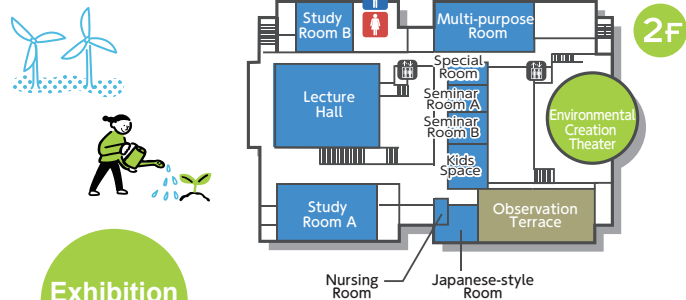 2F
Study
Room B
Multi-purpose
Room
Special
Room
Lecture
Hall
Seminar
Room A
Seminar
Room B
Environmental
Creation
Theater
Kids
Space
Study
Room A
Observation
Terrace
Nursing
Room
Japanese-style
Room
Exhibition